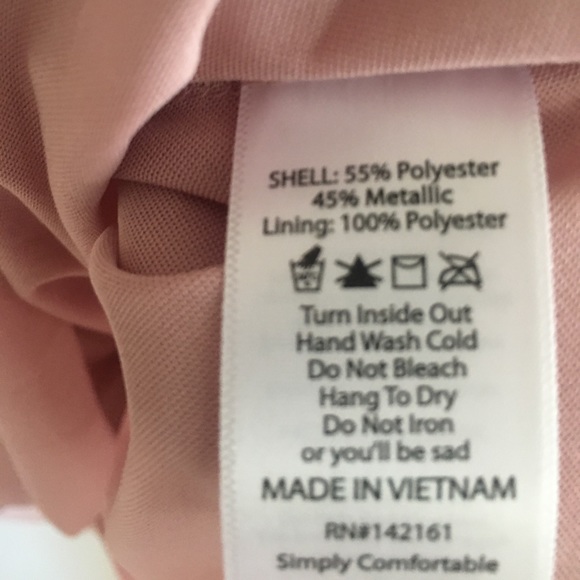 SHELL: 55% Polyester
45% Metallic
Lining: 100% Polyester
Turn Inside Out
Hand Wash Cold
Do Not Bleach
Hang To Dry
Do Not Iron
or you'll be sad
MADE IN VIETNAM
RN#142161
Simply Comfortable